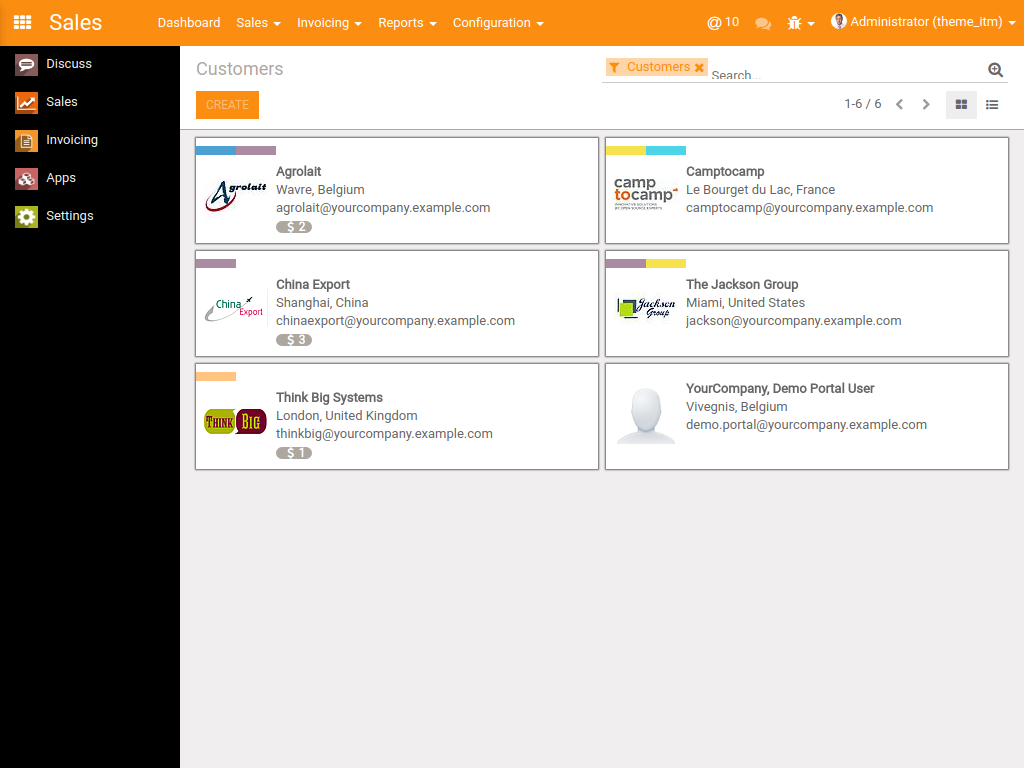 Sales
Dashboard Sales Invoicing Reports Configuration
@ 10 Administrator (theme_itm)
Discuss
Sales
Invoicing
Apps
Settings
Customers
Customers Search...
CREATE
1-6 / 6
Agrolait
Agrolait
Wavre, Belgium
agrolait@yourcompany.example.com
$ 2
camp
tocamp
Camptocamp
Le Bourget du Lac, France
camptocamp@yourcompany.example.com
China
Export
China Export
Shanghai, China
chinaexport@yourcompany.example.com
$ 3
Jackson
Group
The Jackson Group
Miami, United States
jackson@yourcompany.example.com
THINK BIG
Think Big Systems
London, United Kingdom
thinkbig@yourcompany.example.com
$ 1
YourCompany, Demo Portal User
Vivegnis, Belgium
demo.portal@yourcompany.example.com